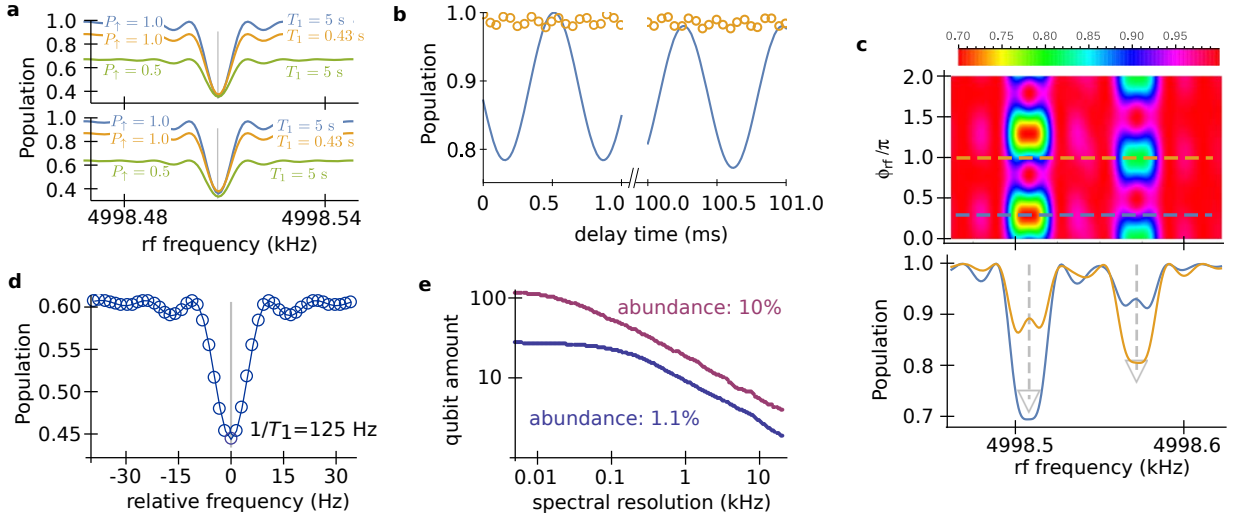 a
Population
1.0
0.8
0.6
0.4
P↑ = 1.0
P↑ = 1.0
P↑ = 0.5
T1 = 5 s
T1 = 0.43 s
T1 = 5 s
1.0
0.8
0.6
0.4
P↑ = 1.0
P↑ = 1.0
P↑ = 0.5
T1 = 5 s
T1 = 0.43 s
T1 = 5 s
4998.48
4998.54
rf frequency (kHz)
b
Population
1.0
0.9
0.8
0
0.5
1.0
100.0
100.5
101.0
delay time (ms)
c
0.70
0.75
0.80
0.85
0.90
0.95
ϕrf/π
2.0
1.5
1.0
0.5
0.0
Population
1.0
0.9
0.8
0.7
4998.5
4998.6
rf frequency (kHz)
d
Population
0.60
0.55
0.50
0.45
1/T1=125 Hz
-30
-15
0
15
30
relative frequency (Hz)
e
qubit amount
100
10
abundance: 10%
abundance: 1.1%
0.01
0.1
1
10
spectral resolution (kHz)